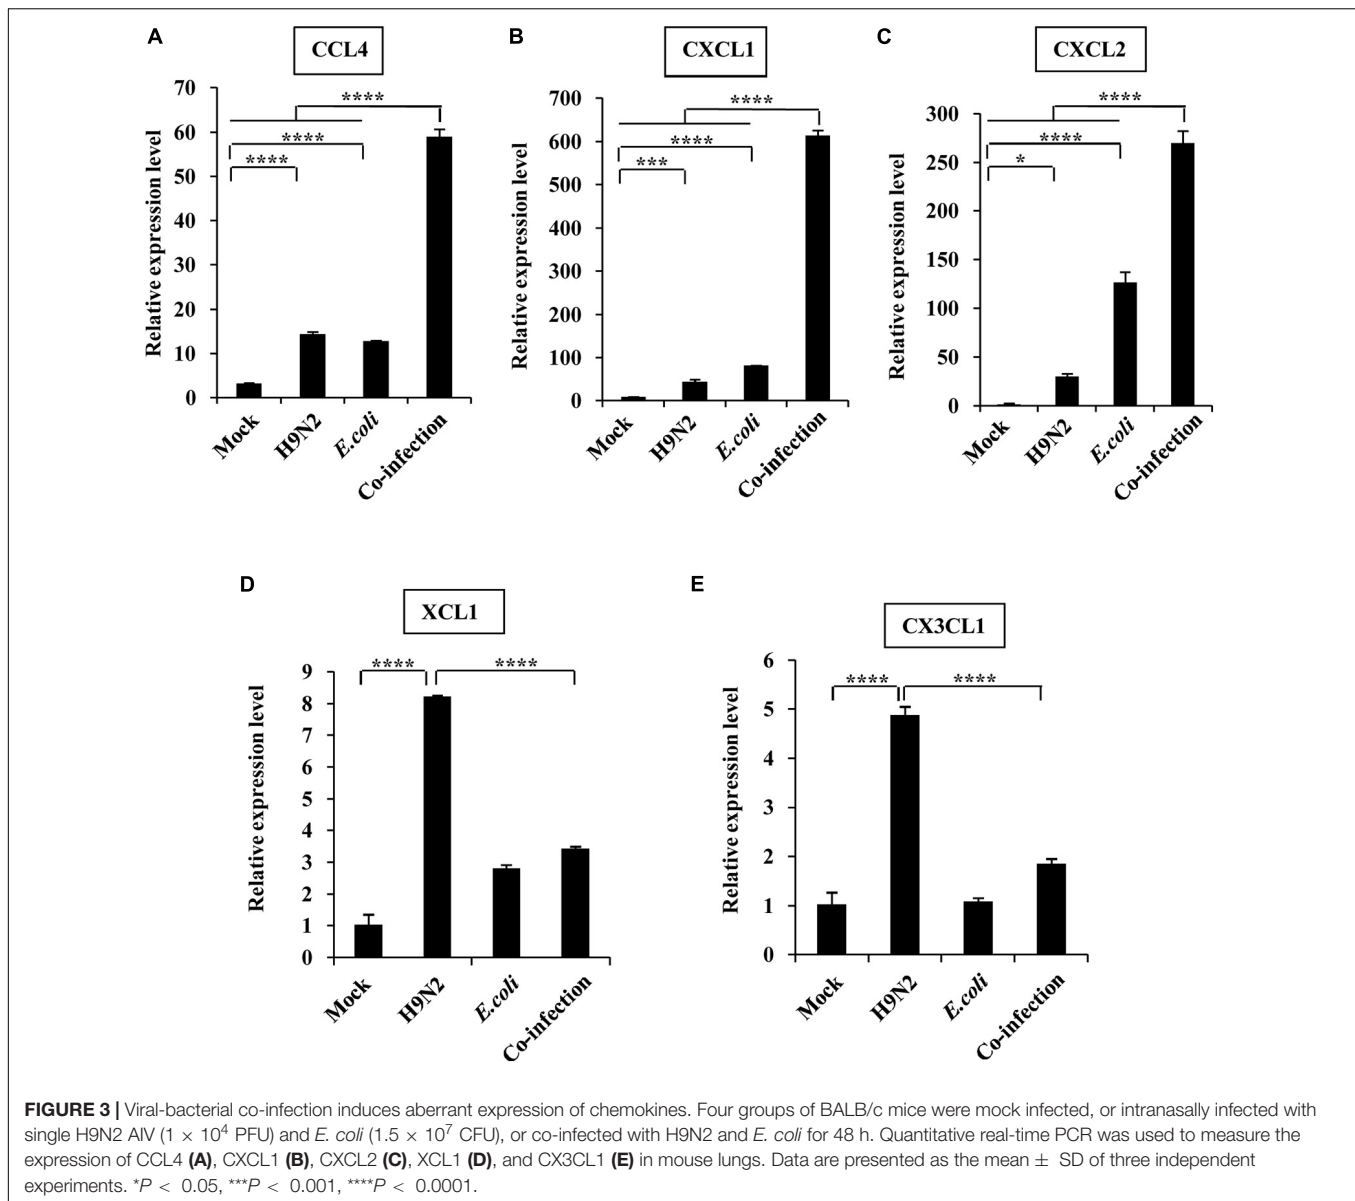 A
CCL4
Relative expression level
70
60
50
40
30
20
10
0
****
****
****
Mock
H9N2
E.coli
Co-infection
B
CXCL1
Relative expression level
700
600
500
400
300
200
100
0
****
****
***
Mock
H9N2
E.coli
Co-infection
C
CXCL2
Relative expression level
300
250
200
150
100
50
0
****
****
*
Mock
H9N2
E.coli
Co-infection
D
XCL1
Relative expression level
9
8
7
6
5
4
3
2
1
0
****
****
Mock
H9N2
E.coli
Co-infection
E
CX3CL1
Relative expression level
6
5
4
3
2
1
0
****
****
Mock
H9N2
E.coli
Co-infection
FIGURE 3 | Viral-bacterial co-infection induces aberrant expression of chemokines. Four groups of BALB/c mice were mock infected, or intranasally infected with
single H9N2 AIV (1 × 10⁴ PFU) and E. coli (1.5 × 10⁷ CFU), or co-infected with H9N2 and E. coli for 48 h. Quantitative real-time PCR was used to measure the
expression of CCL4 (A), CXCL1 (B), CXCL2 (C), XCL1 (D), and CX3CL1 (E) in mouse lungs. Data are presented as the mean ± SD of three independent
experiments. *P < 0.05, ***P < 0.001, ****P < 0.0001.